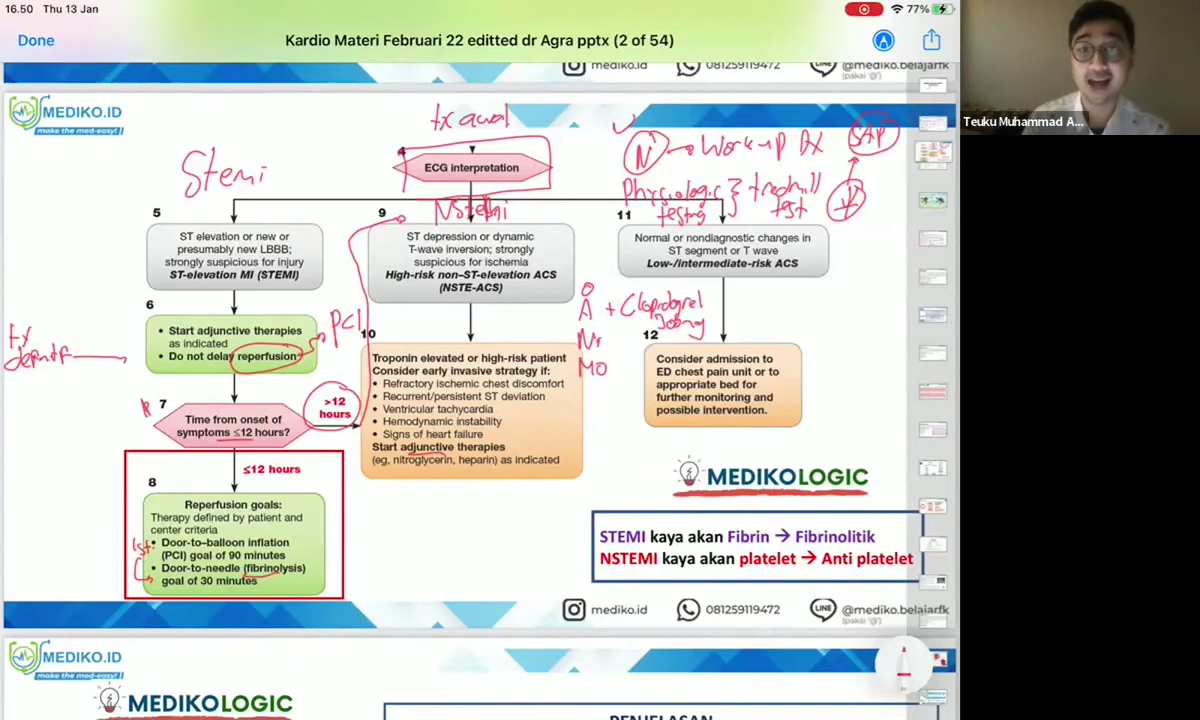 16.50 Thu 13 Jan
77%
Done
Kardio Materi Februari 22 editted dr Agra pptx (2 of 54)
mediko.id
081259119472
@mediko.belajarfk
(pakai '@')
MEDIKO.ID
make the med-easy!
Teuku Muhammad A...
tx awal
Stemi
4
ECG interpretation
N → Work-up DX
SAP
Physiologic
testing
} treadmill
test
+
NStemi
5
ST elevation or new or
presumably new LBBB;
strongly suspicious for injury
ST-elevation MI (STEMI)
9
ST depression or dynamic
T-wave inversion; strongly
suspicious for ischemia
High-risk non–ST-elevation ACS
(NSTE-ACS)
11
Normal or nondiagnostic changes in
ST segment or T wave
Low-/intermediate-risk ACS
6
• Start adjunctive therapies
as indicated
• Do not delay reperfusion
PCI
tx
definitif
O
A + Clopidogrel
N
MO
7
Time from onset of
symptoms ≤12 hours?
>12
hours
10
Troponin elevated or high-risk patient
Consider early invasive strategy if:
• Refractory ischemic chest discomfort
• Recurrent/persistent ST deviation
• Ventricular tachycardia
• Hemodynamic instability
• Signs of heart failure
Start adjunctive therapies
(eg, nitroglycerin, heparin) as indicated
12
Consider admission to
ED chest pain unit or to
appropriate bed for
further monitoring and
possible intervention.
≤12 hours
8
Reperfusion goals:
Therapy defined by patient and
center criteria
1st
• Door-to–balloon inflation
(PCI) goal of 90 minutes
• Door-to-needle (fibrinolysis)
goal of 30 minutes
MEDIKOLOGIC
STEMI kaya akan Fibrin → Fibrinolitik
NSTEMI kaya akan platelet → Anti platelet
mediko.id
081259119472
LINE
@mediko.belajarfk
(pakai '@')
MEDIKO.ID
make the med-easy!
MEDIKOLOGIC
PENJELASAN